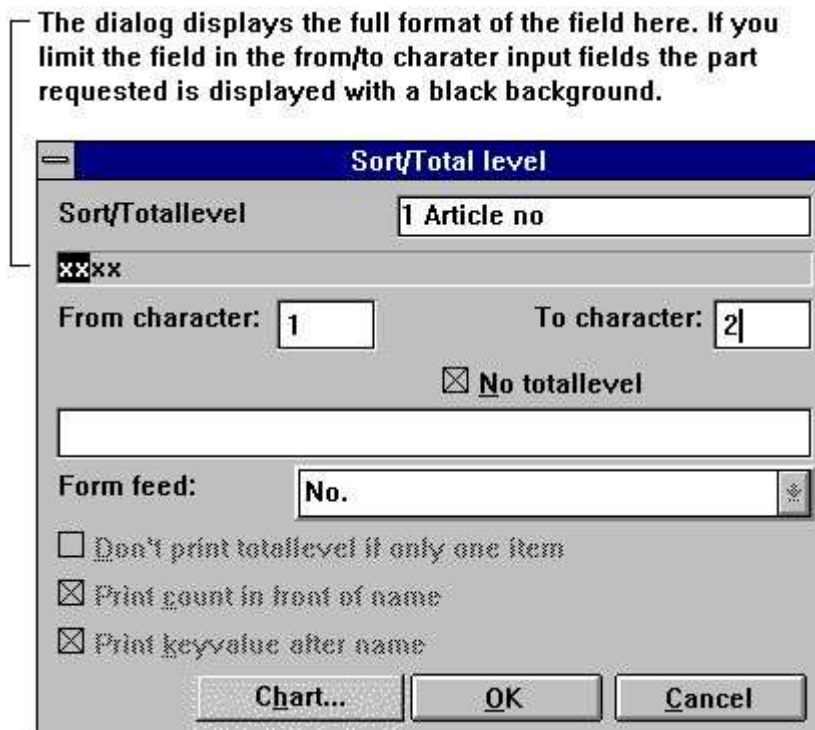 The dialog displays the full format of the field here. If you
limit the field in the from/to charater input fields the part
requested is displayed with a black background.
Sort/Total level
Sort/Totallevel 1 Article no
xxxx
From character: 1 To character: 2
No totallevel
Form feed: No.
Don't print totallevel if only one item
Print count in front of name
Print keyvalue after name
Chart... OK Cancel